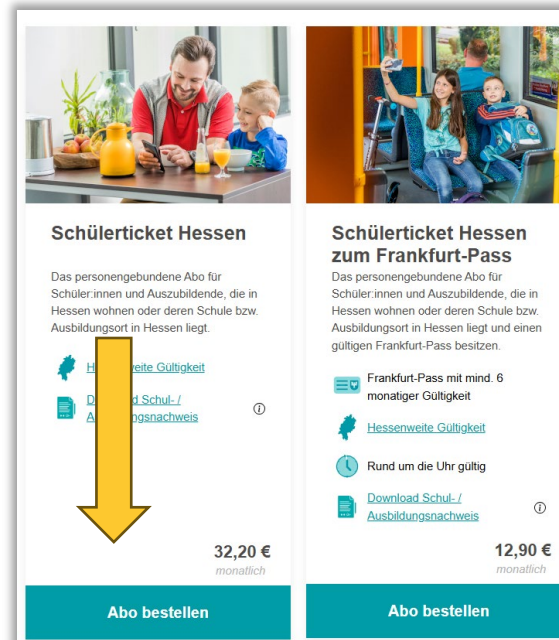 Schülerticket Hessen
Das personengebundene Abo für
Schüler:innen und Auszubildende, die in
Hessen wohnen oder deren Schule bzw.
Ausbildungsort in Hessen liegt.
Gültigkeit
Schul- /
32,20 €
monatlich
Abo bestellen
Schülerticket Hessen
zum Frankfurt-Pass
Das personengebundene Abo für
Schüler:innen und Auszubildende, die in
Hessen wohnen oder deren Schule bzw.
Ausbildungsort in Hessen liegt und einen
gültigen Frankfurt-Pass besitzen.
Frankfurt-Pass mit mind. 6
monatiger Gültigkeit
Hessenweite Gültigkeit
Rund um die Uhr gültig
Download Schul- /
Ausbildungsnachweis
12,90 €
monatlich
Abo bestellen